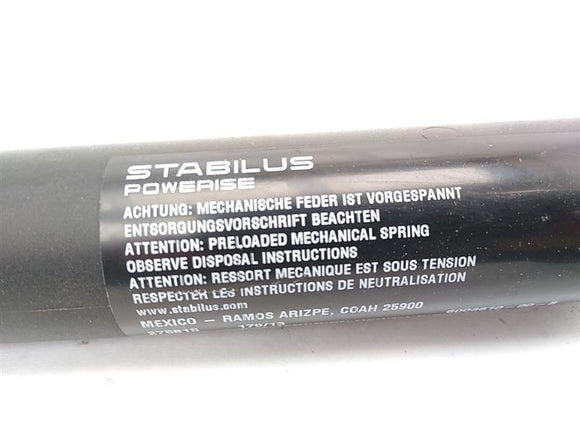 STABILUS
POWERISE
ACHTUNG: MECHANISCHE FEDER IST VORGESPANNT
ENTSORGUNGSVORSCHRIFT BEACHTEN
ATTENTION: PRELOADED MECHANICAL SPRING
OBSERVE DISPOSAL INSTRUCTIONS
ATTENTION: RESSORT MECANIQUE EST SOUS TENSION
RESPECTER LES INSTRUCTIONS DE NEUTRALISATION
www.stabilus.com
MEXICO – RAMOS ARIZPE, COAH 25900